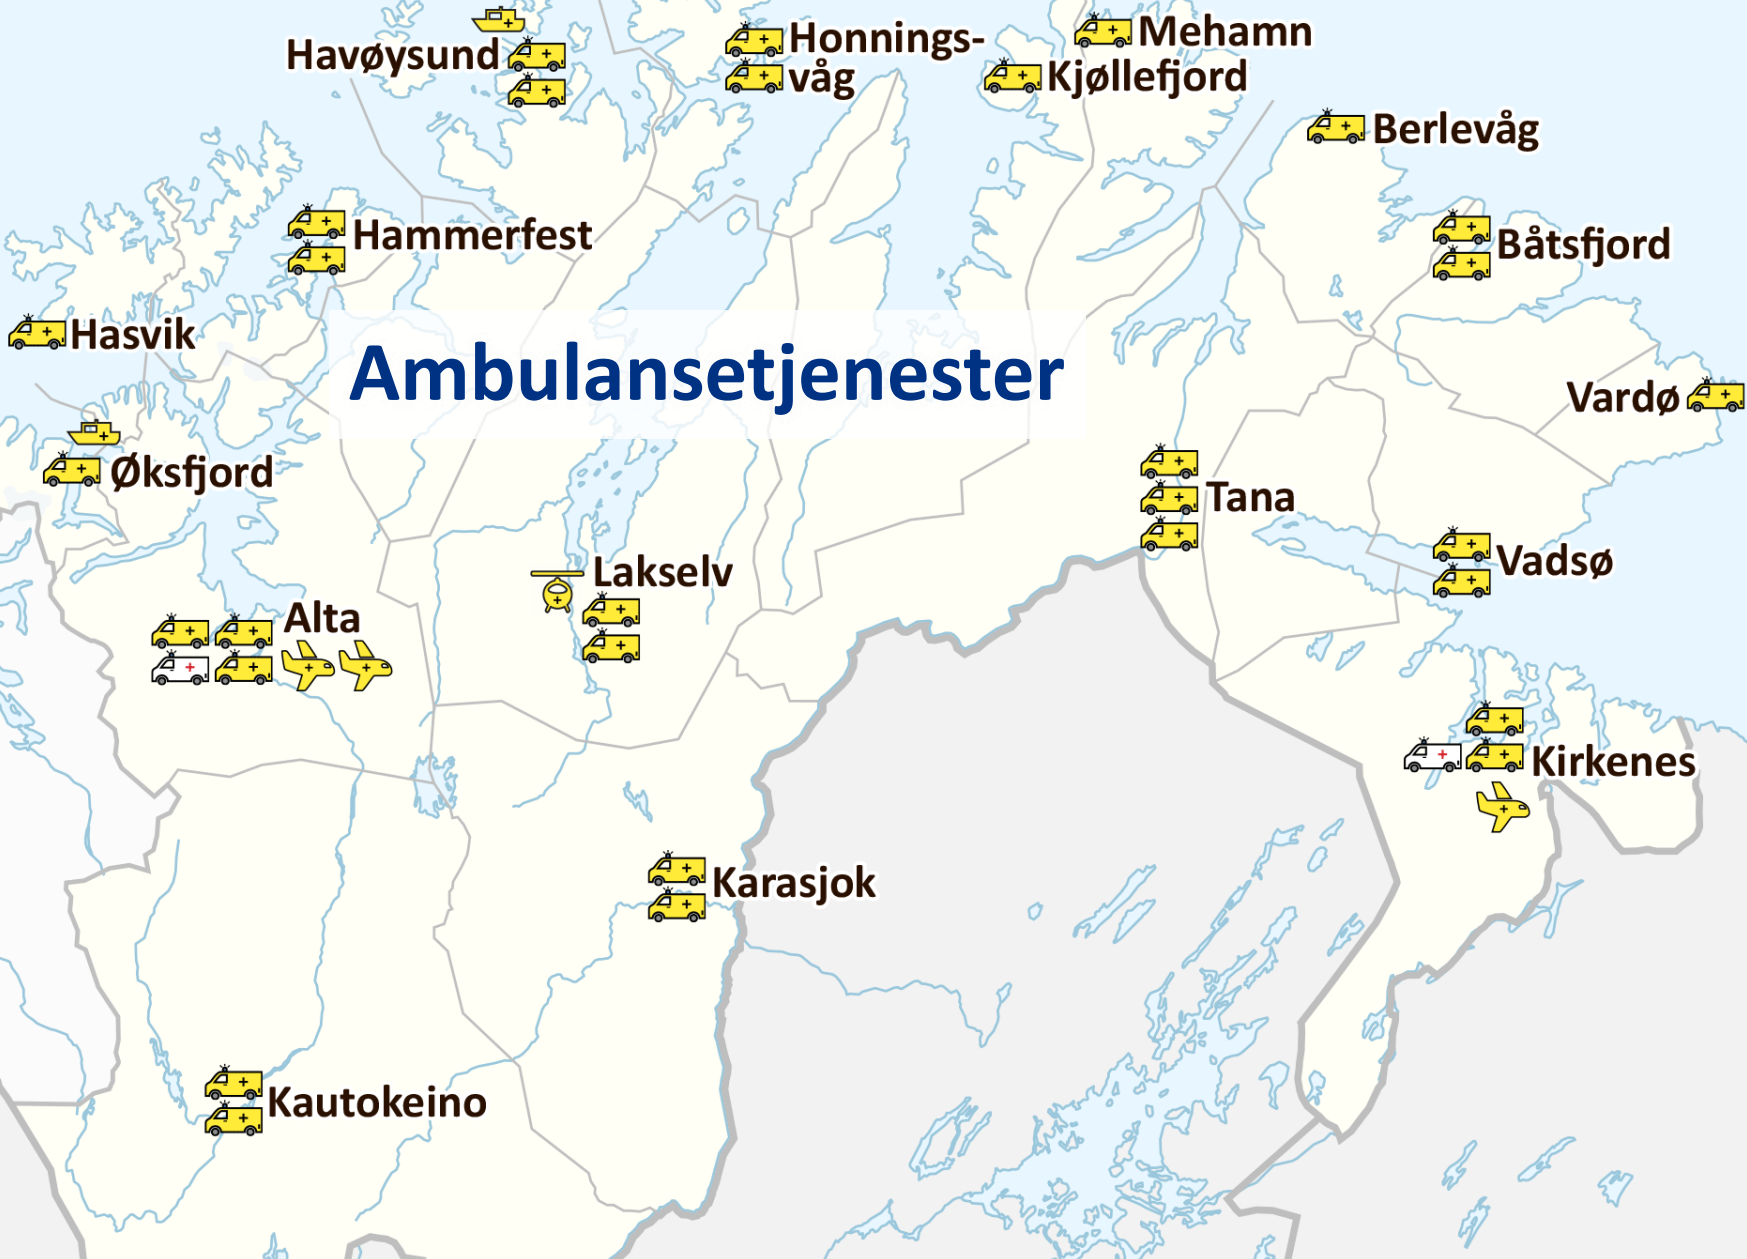 Mehamn
Havøysund
Honnings-
våg
Kjøllefjord
Berlevåg
Hammerfest
Båtsfjord
Hasvik
Ambulansetjenester
Vardø
Øksfjord
Tana
Vadsø
Lakselv
Alta
Kirkenes
Karasjok
Kautokeino